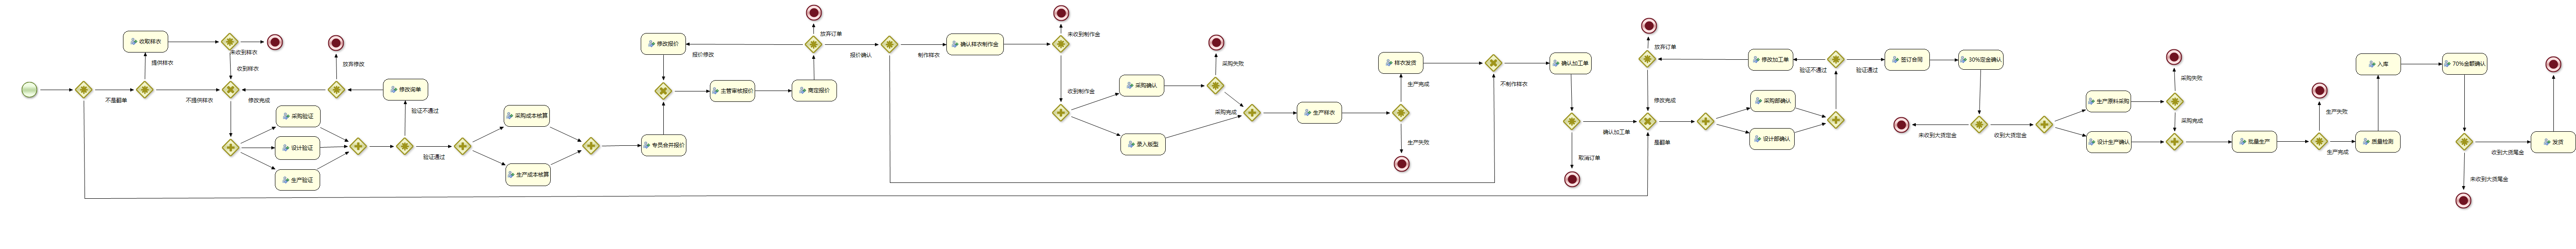 收取样衣
未收到样衣
提供样衣
收到样衣
不是翻单
不提供样衣
放弃修改
修改询单
修改完成
验证不通过
采购验证
设计验证
生产验证
验证通过
采购成本核算
生产成本核算
专员合并报价
修改报价
报价修改
主管审核报价
商定报价
放弃订单
报价确认
制作样衣
确认样衣制作金
未收到制作金
收到制作金
采购确认
录入版型
采购失败
采购完成
生产样衣
样衣发货
生产完成
生产失败
不制作样衣
确认加工单
确认加工单
取消订单
放弃订单
修改完成
是翻单
修改加工单
验证不通过
验证通过
采购部确认
设计部确认
签订合同
30%定金确认
未收到大货定金
收到大货定金
生产原料采购
设计生产确认
采购失败
采购完成
批量生产
生产失败
生产完成
质量检测
入库
70%金额确认
收到大货尾金
未收到大货尾金
发货